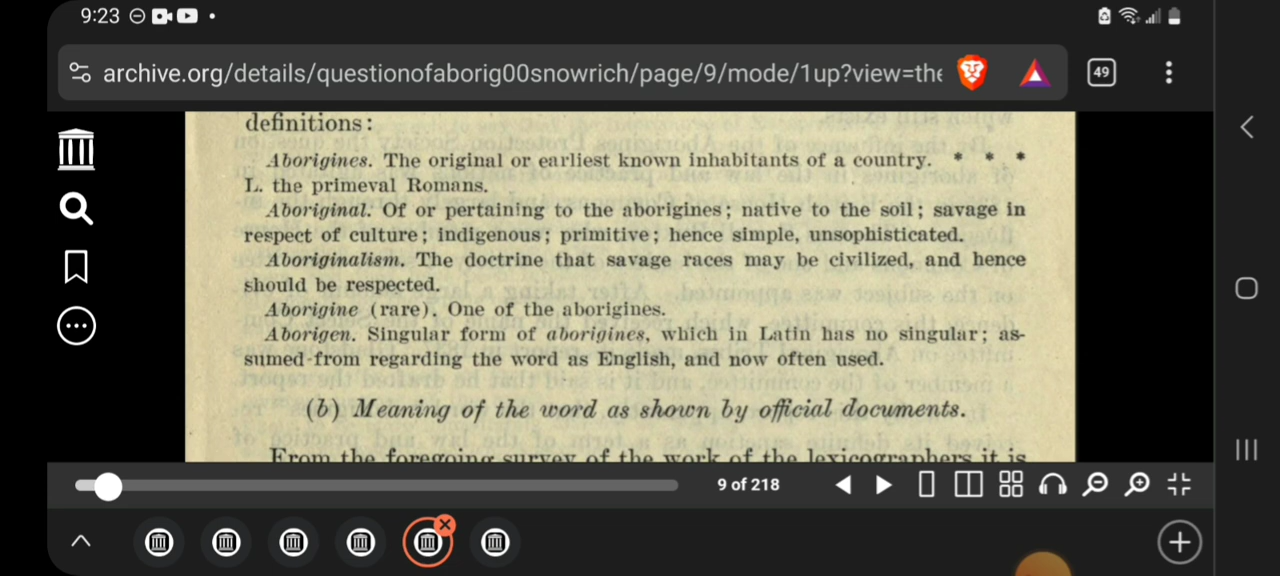 9:23
archive.org/details/questionofaborig00snowrich/page/9/mode/1up?view=the
49
definitions:
Aborigines. The original or earliest known inhabitants of a country. * * *
L. the primeval Romans.
Aboriginal. Of or pertaining to the aborigines; native to the soil; savage in
respect of culture; indigenous; primitive; hence simple, unsophisticated.
Aboriginalism. The doctrine that savage races may be civilized, and hence
should be respected.
Aborigine (rare). One of the aborigines.
Aborigen. Singular form of aborigines, which in Latin has no singular; as-
sumed from regarding the word as English, and now often used.
(b) Meaning of the word as shown by official documents.
From the foregoing survey of the work of the lexicographers it is
9 of 218